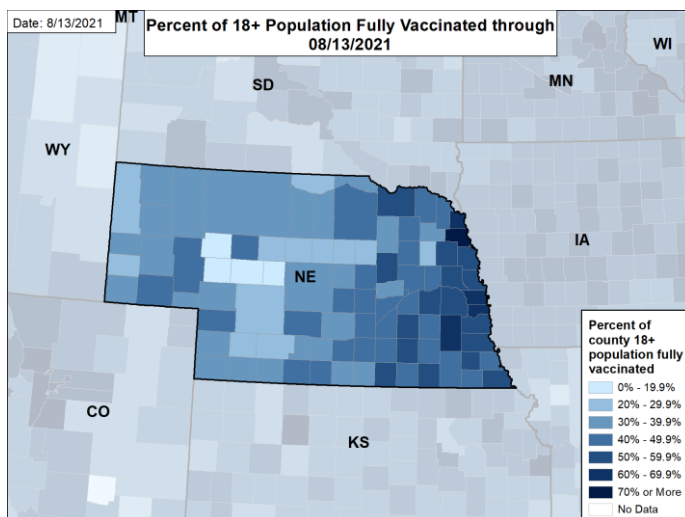 Date: 8/13/2021
Percent of 18+ Population Fully Vaccinated through
08/13/2021
MT
WI
SD
MN
WY
IA
NE
CO
KS
Percent of
county 18+
population fully
vaccinated
0% - 19.9%
20% - 29.9%
30% - 39.9%
40% - 49.9%
50% - 59.9%
60% - 69.9%
70% or More
No Data